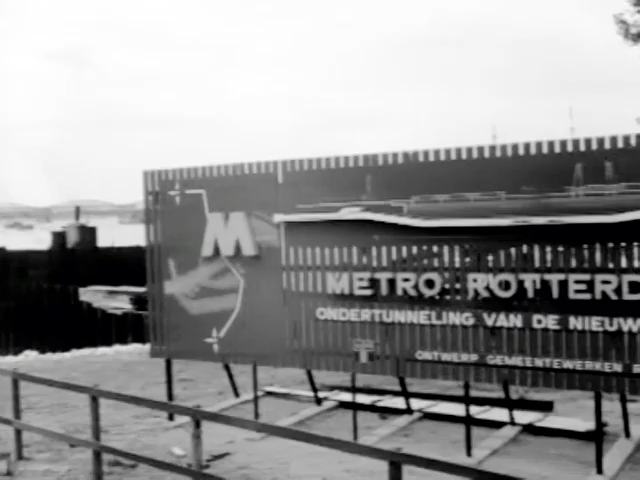 M
METRO ROTTERD
ONDERTUNNELING VAN DE NIEUW
ONTWERP GEMEENTEWERKEN R